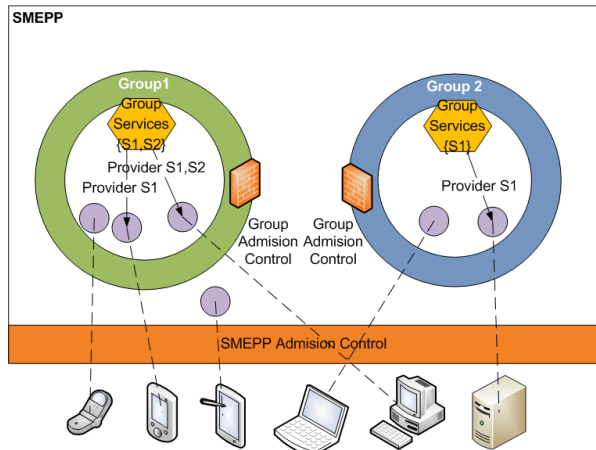 SMEPP
Group1
Group
Services
{S1,S2}
Provider S1,S2
Provider S1
Group
Admision
Control
Group 2
Group
Services
{S1}
Provider S1
Group
Admision
Control
SMEPP Admision Control